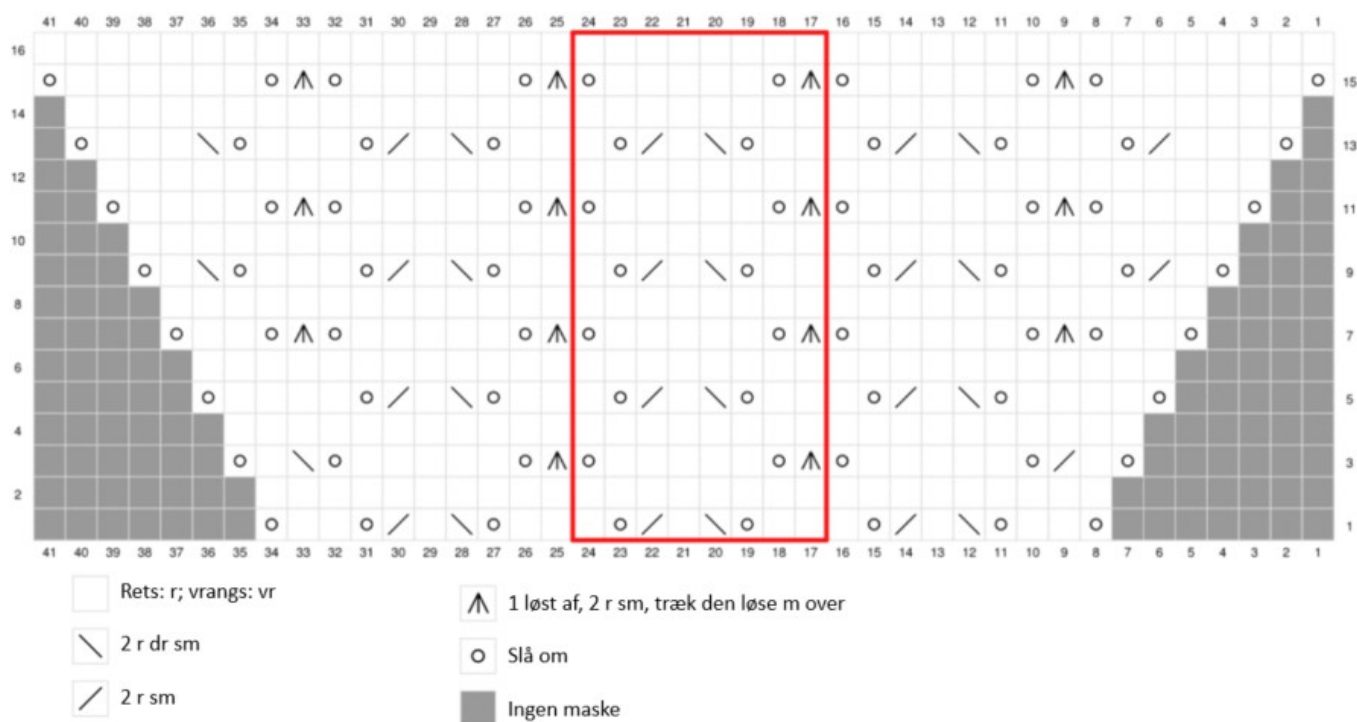 41 40 39 38 37 36 35 34 33 32 31 30 29 28 27 26 25 24 23 22 21 20 19 18 17 16 15 14 13 12 11 10 9 8 7 6 5 4 3 2 1
16
15
14
13
12
11
10
9
8
7
6
5
4
3
2
1
41 40 39 38 37 36 35 34 33 32 31 30 29 28 27 26 25 24 23 22 21 20 19 18 17 16 15 14 13 12 11 10 9 8 7 6 5 4 3 2 1
Rets: r; vrangs: vr
1 løst af, 2 r sm, træk den løse m over
2 r dr sm
Slå om
2 r sm
Ingen maske